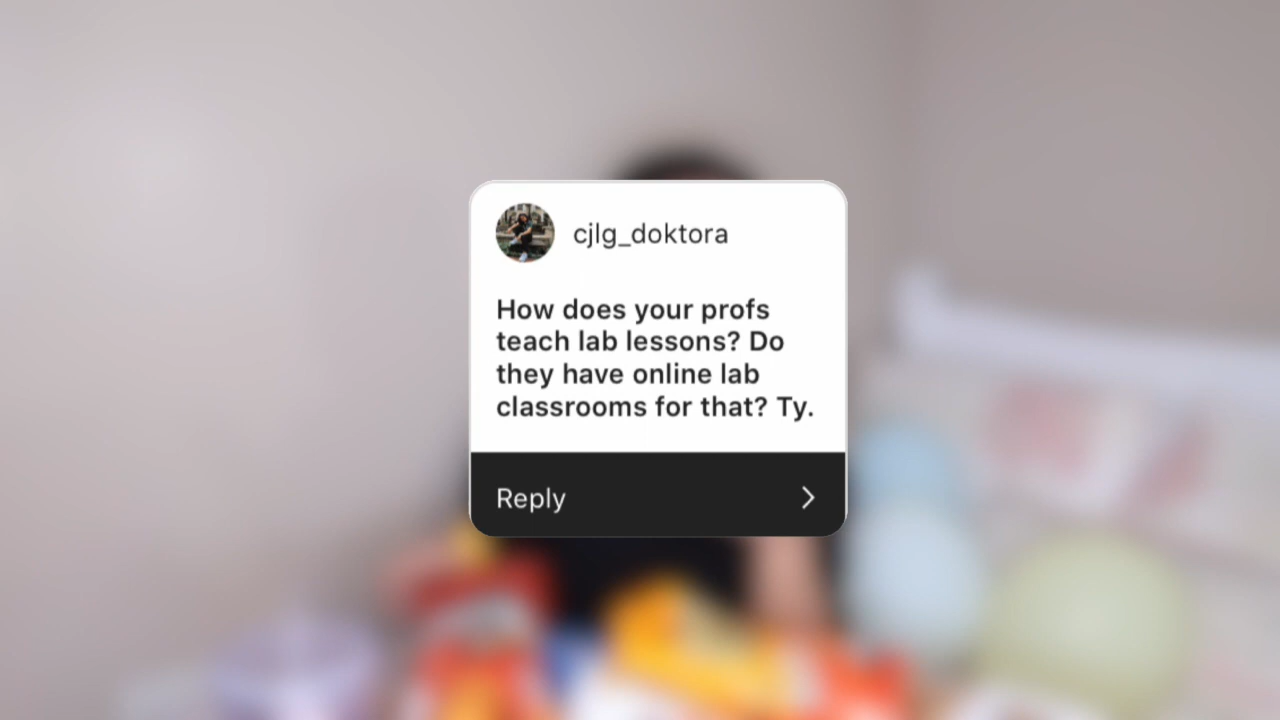 cjlg_doktora
How does your profs
teach lab lessons? Do
they have online lab
classrooms for that? Ty.
Reply